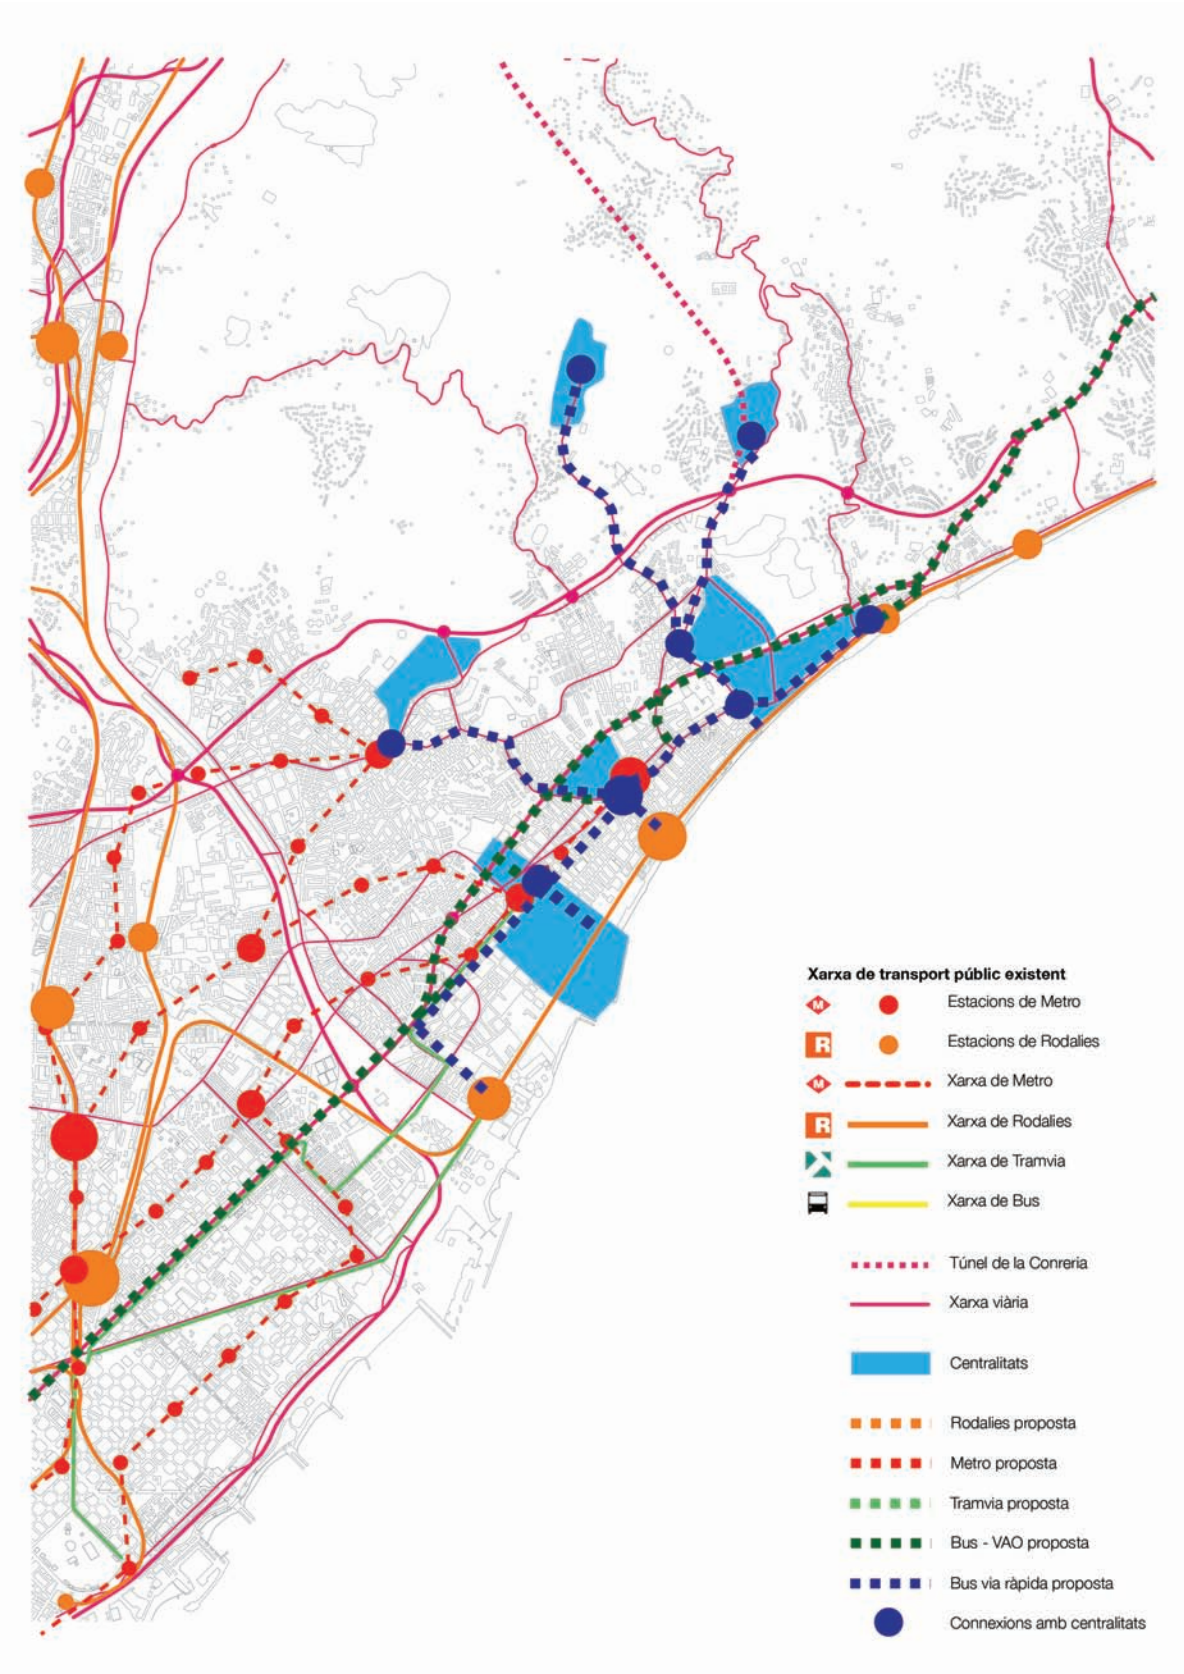 Xarxa de transport públic existent
M Estacions de Metro
R Estacions de Rodalies
M Xarxa de Metro
R Xarxa de Rodalies
Xarxa de Tramvia
Xarxa de Bus
Túnel de la Conreria
Xarxa viària
Centralitats
Rodalies proposta
Metro proposta
Tramvia proposta
Bus - VAO proposta
Bus via ràpida proposta
Connexions amb centralitats